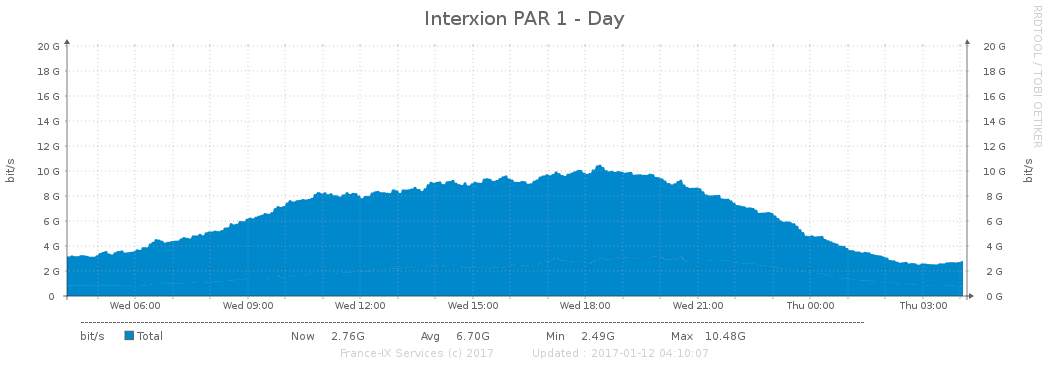 Interxion PAR 1 - Day
RRDTOOL / TOBI OETIKER
20 G 20 G
18 G 18 G
16 G 16 G
14 G 14 G
12 G 12 G
10 G 10 G
8 G 8 G
6 G 6 G
4 G 4 G
2 G 2 G
0 0 G
bit/s bit/s
Wed 06:00 Wed 09:00 Wed 12:00 Wed 15:00 Wed 18:00 Wed 21:00 Thu 00:00 Thu 03:00
bit/s Total Now 2.76G Avg 6.70G Min 2.49G Max 10.48G
France-IX Services (c) 2017 Updated : 2017-01-12 04:10:07